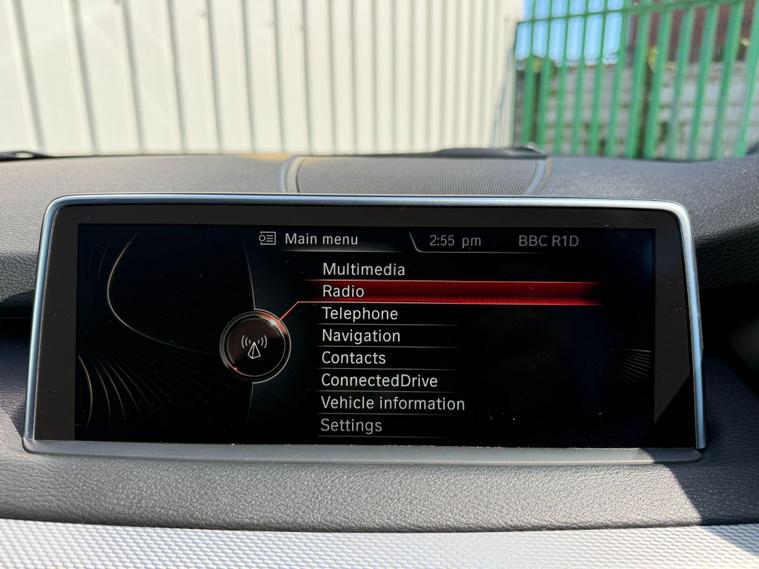 Main menu
2:55 pm
BBC R1D
Multimedia
Radio
Telephone
Navigation
Contacts
ConnectedDrive
Vehicle information
Settings